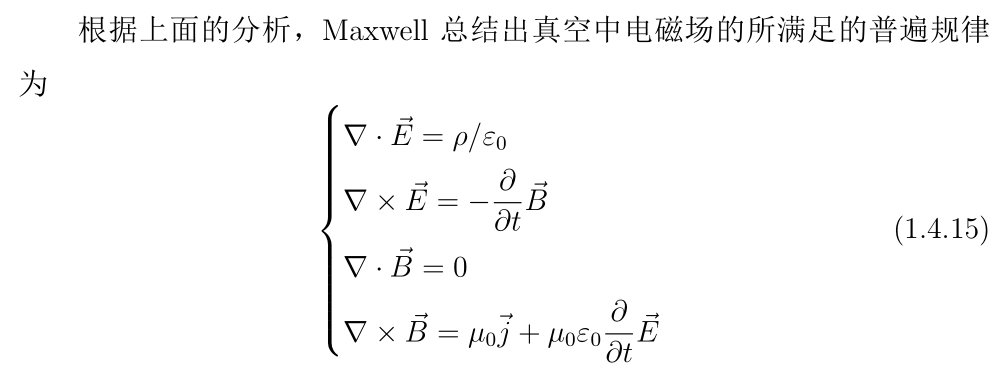 根据上面的分析，Maxwell 总结出真空中电磁场的所满足的普遍规律
为
∇ · E⃗ = ρ/ε₀
∇ × E⃗ = −∂/∂t B⃗
∇ · B⃗ = 0
∇ × B⃗ = μ₀j⃗ + μ₀ε₀ ∂/∂t E⃗
(1.4.15)